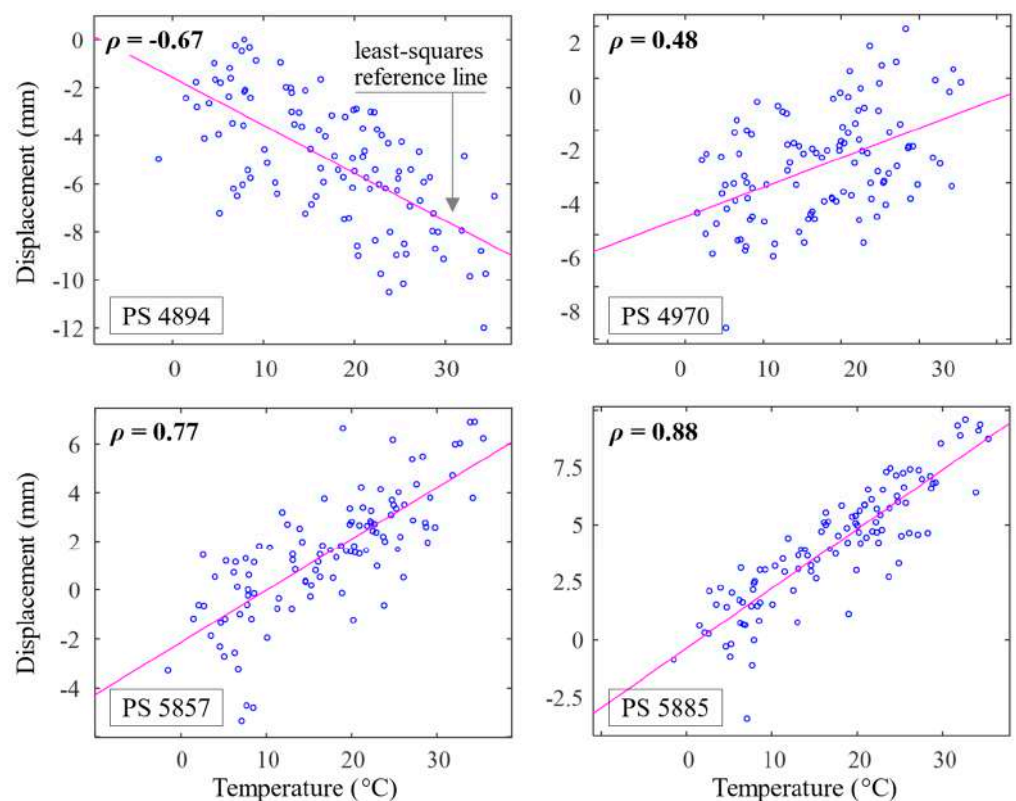 ρ = -0.67
least-squares
reference line
0
-2
-4
-6
-8
-10
-12
Displacement (mm)
PS 4894
0 10 20 30
ρ = 0.48
2
0
-2
-4
-6
-8
PS 4970
0 10 20 30
ρ = 0.77
6
4
2
0
-2
-4
Displacement (mm)
PS 5857
0 10 20 30
Temperature (°C)
ρ = 0.88
7.5
5
2.5
0
-2.5
PS 5885
0 10 20 30
Temperature (°C)